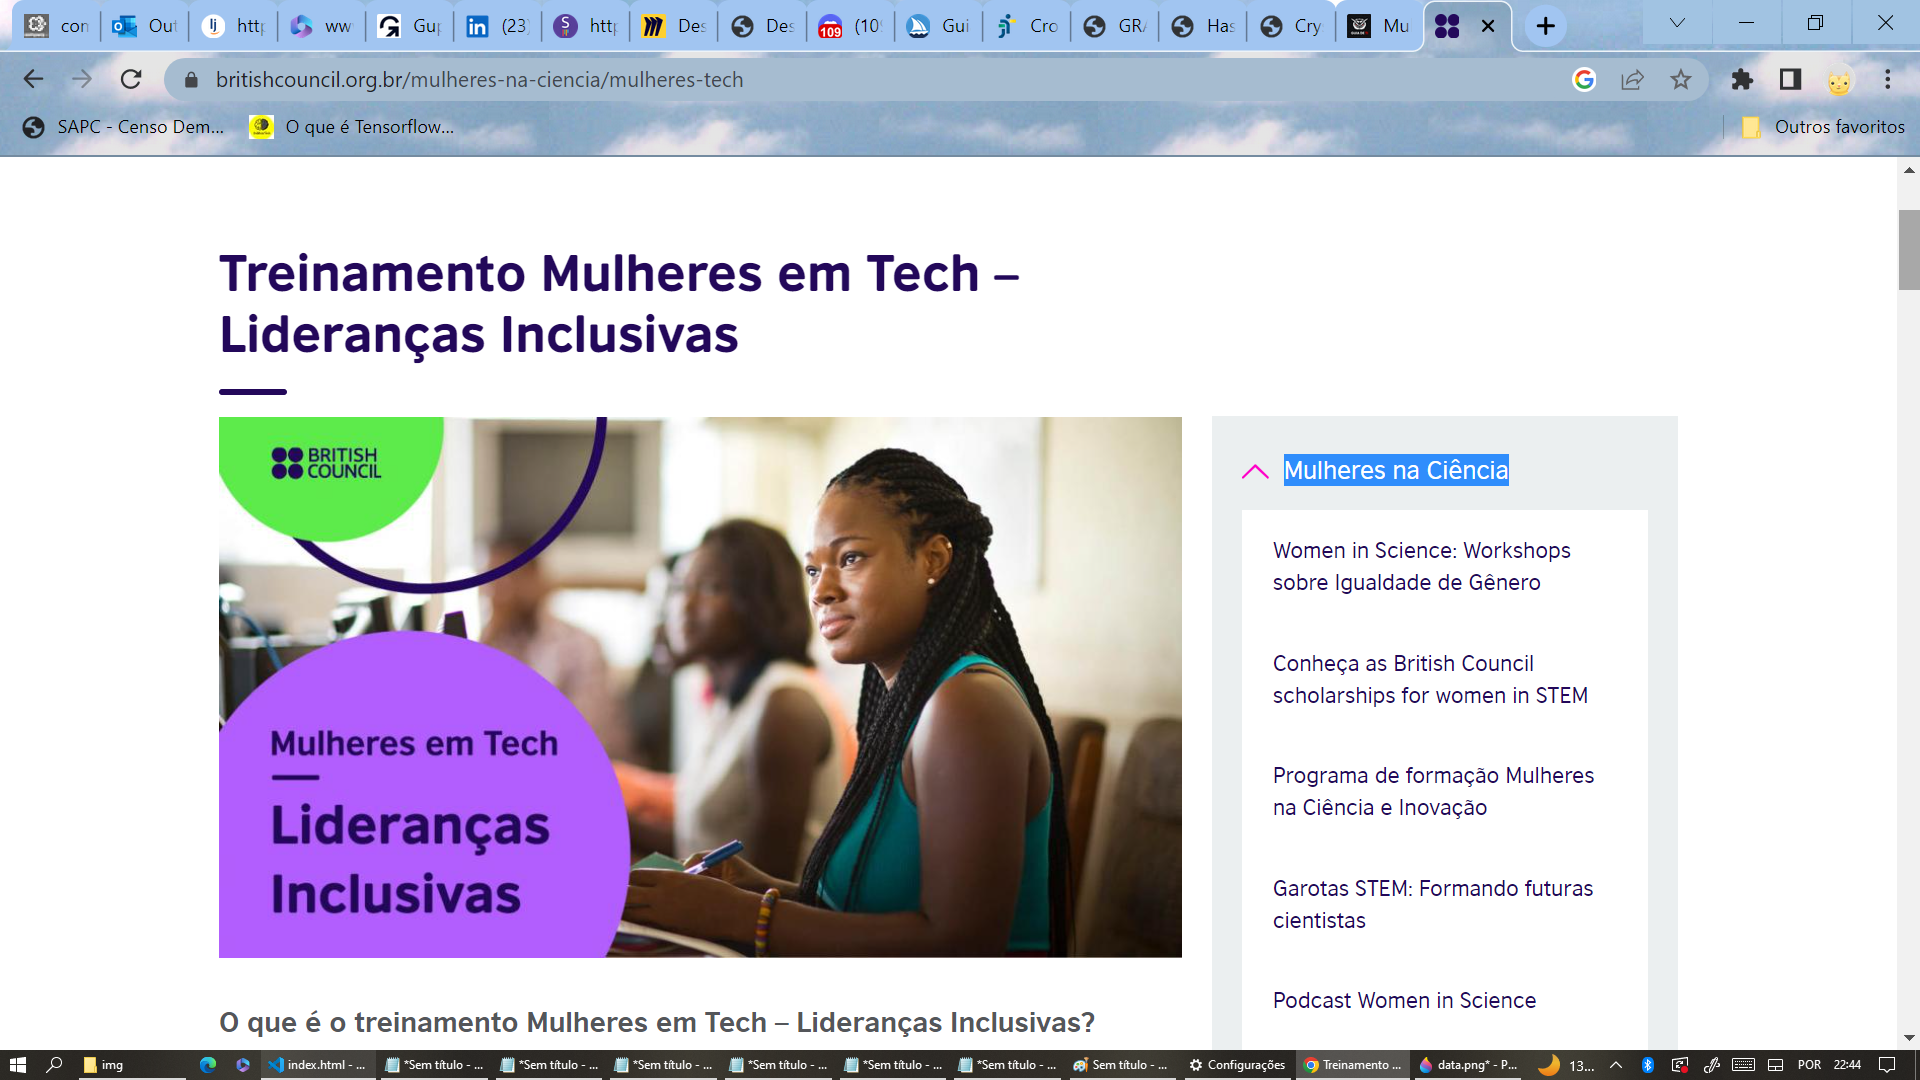 con
Out
http
ww
Gup
(23)
http
Des
Des
109
(109
Gui
Cro
GRA
Has
Cry
Mu
britishcouncil.org.br/mulheres-na-ciencia/mulheres-tech
SAPC - Censo Dem...
O que é Tensorflow...
Outros favoritos
Treinamento Mulheres em Tech –
Lideranças Inclusivas
BRITISH
COUNCIL
Mulheres em Tech
Lideranças
Inclusivas
Mulheres na Ciência
Women in Science: Workshops
sobre Igualdade de Gênero
Conheça as British Council
scholarships for women in STEM
Programa de formação Mulheres
na Ciência e Inovação
Garotas STEM: Formando futuras
cientistas
Podcast Women in Science
O que é o treinamento Mulheres em Tech – Lideranças Inclusivas?
img
index.html - ...
*Sem título - ...
*Sem título - ...
*Sem título - ...
*Sem título - ...
*Sem título - ...
*Sem título - ...
Sem título - ...
Configurações
Treinamento ...
data.png* - P...
13...
POR
22:44